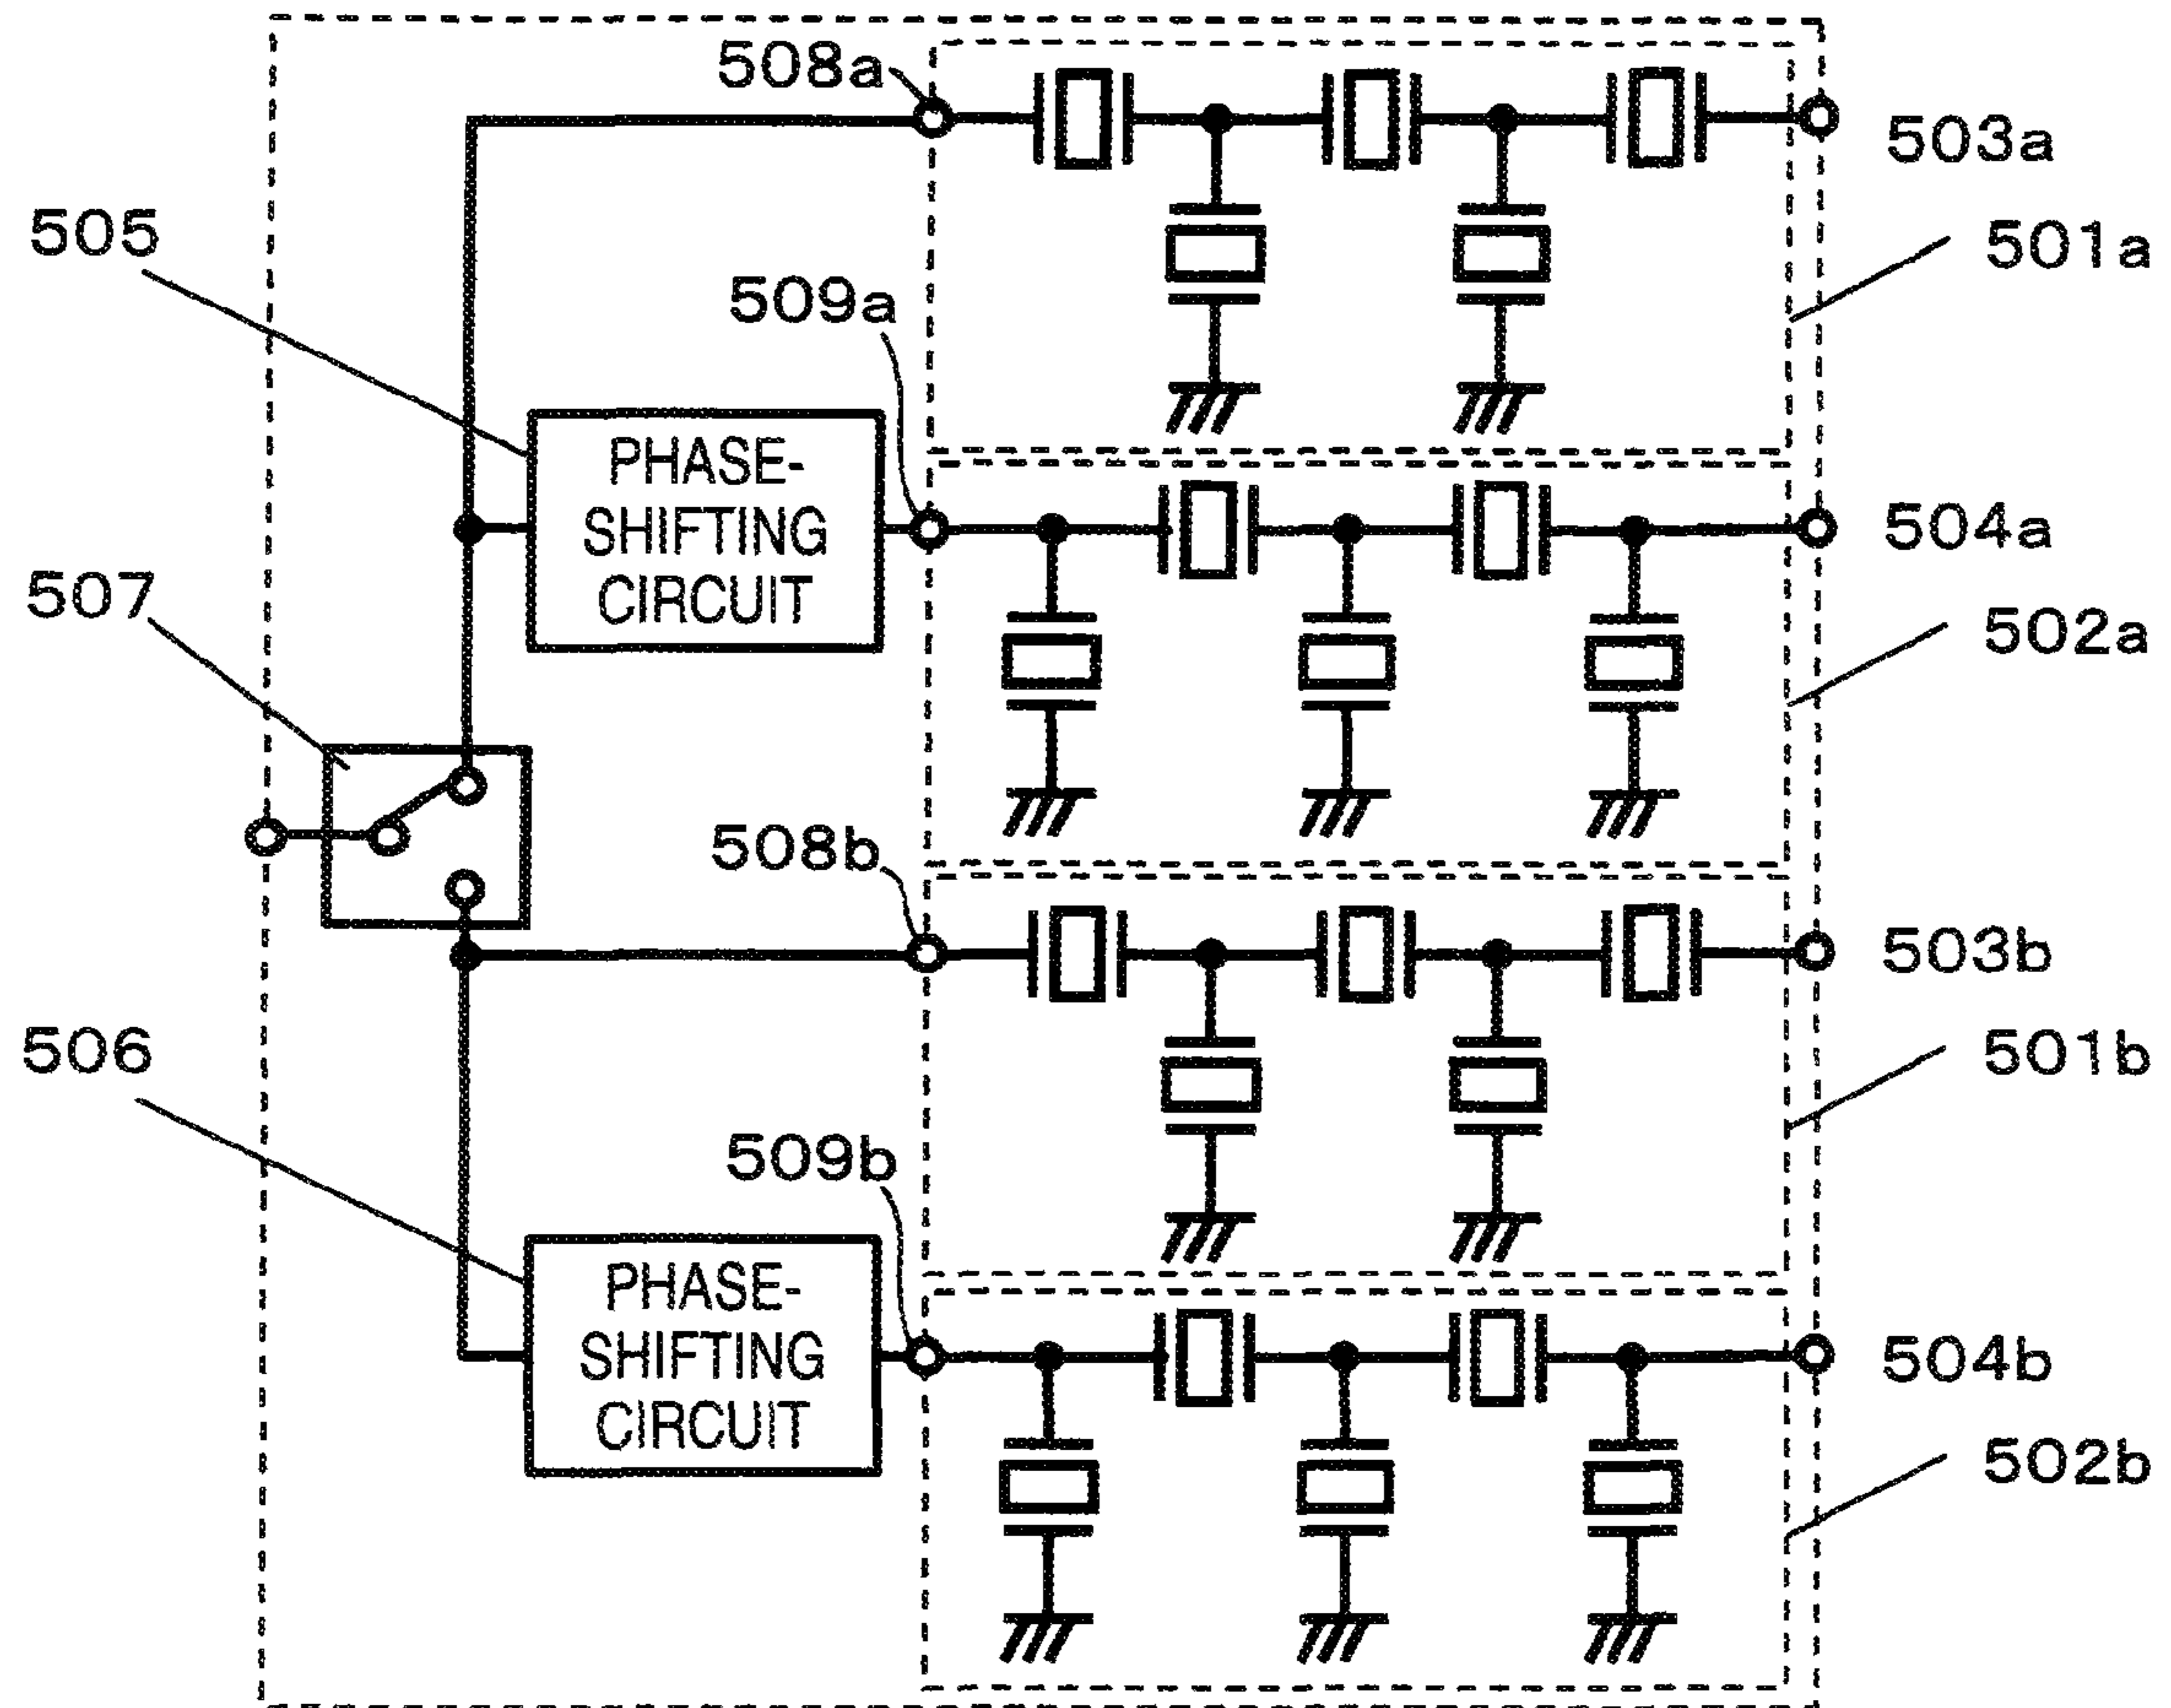 508a
503a
501a
505
509a
PHASE-
SHIFTING
CIRCUIT
504a
507
502a
508b
503b
506
501b
509b
PHASE-
SHIFTING
CIRCUIT
504b
502b